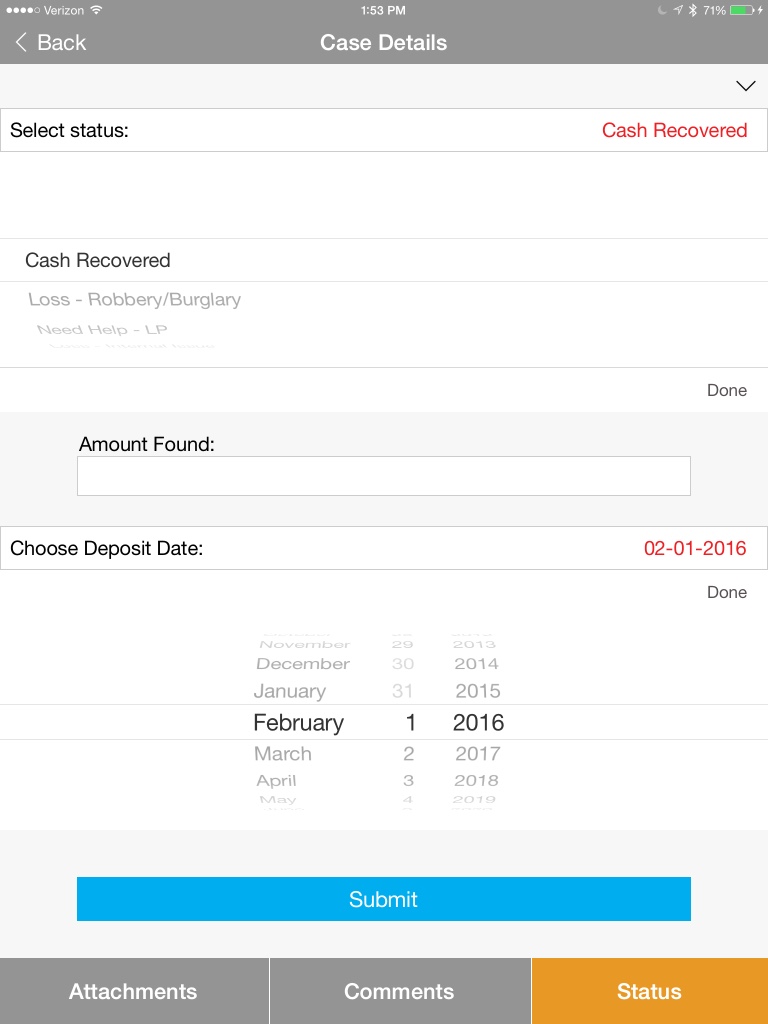 Verizon 1:53 PM 71%
Back Case Details
Select status: Cash Recovered
Cash Recovered
Loss - Robbery/Burglary
Need Help - LP
Done
Amount Found:
Choose Deposit Date: 02-01-2016
Done
November 29 2013
December 30 2014
January 31 2015
February 1 2016
March 2 2017
April 3 2018
May 4 2019
Submit
Attachments Comments Status